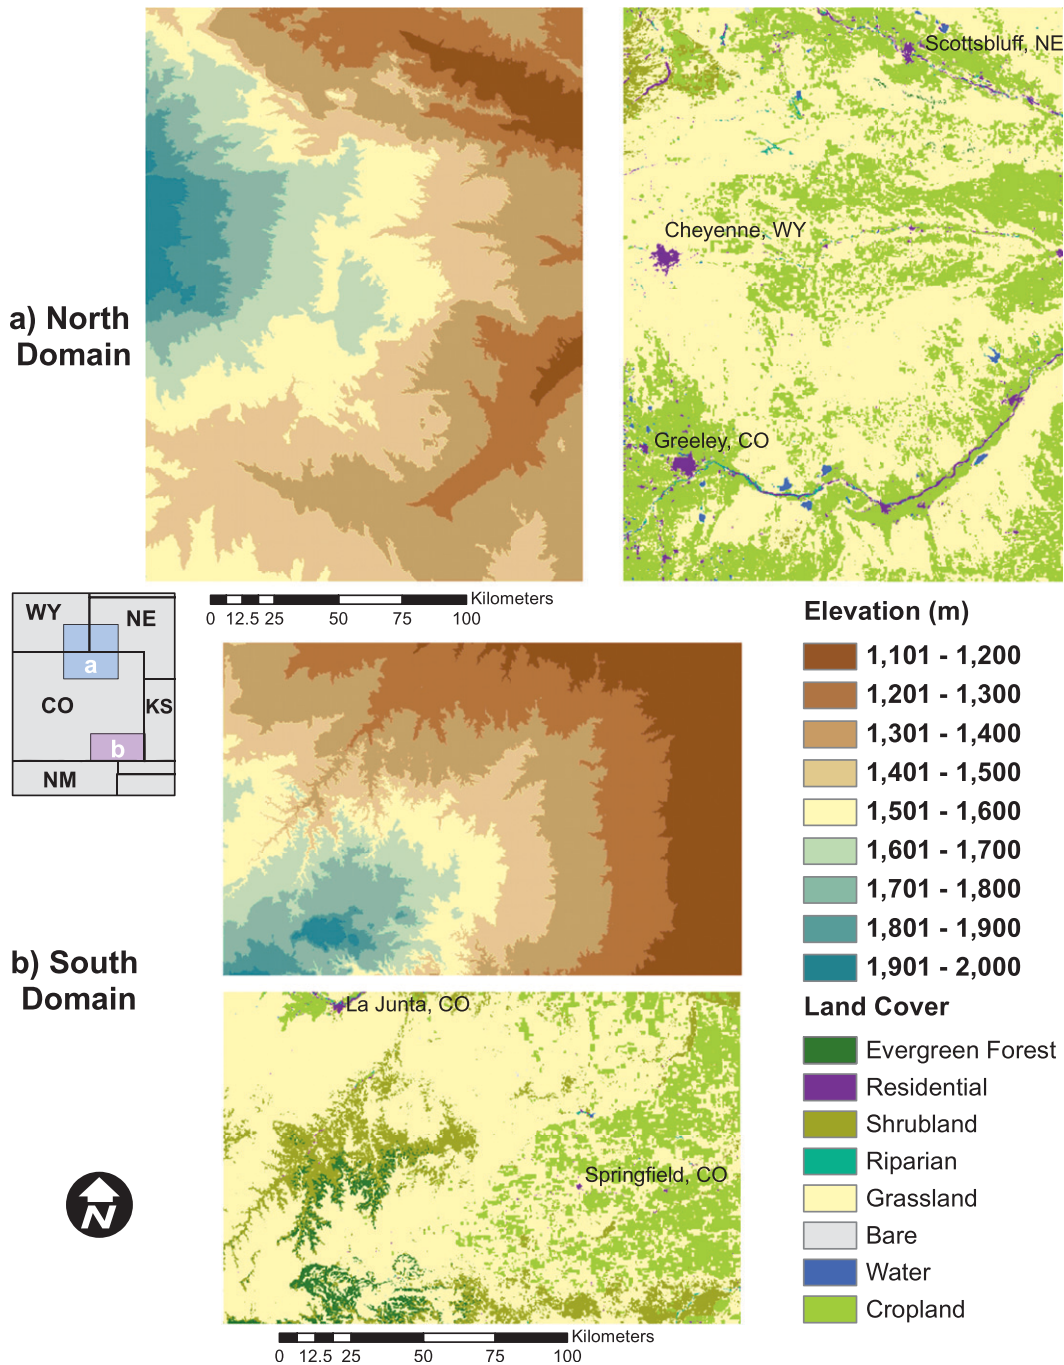 Scottsbluff, NE
Cheyenne, WY
a) North
Domain
Greeley, CO
Kilometers
0 12.5 25 50 75 100
WY
NE
a
CO
KS
b
NM
Elevation (m)
1,101 - 1,200
1,201 - 1,300
1,301 - 1,400
1,401 - 1,500
1,501 - 1,600
1,601 - 1,700
1,701 - 1,800
1,801 - 1,900
1,901 - 2,000
b) South
Domain
La Junta, CO
Springfield, CO
N
Land Cover
Evergreen Forest
Residential
Shrubland
Riparian
Grassland
Bare
Water
Cropland
Kilometers
0 12.5 25 50 75 100